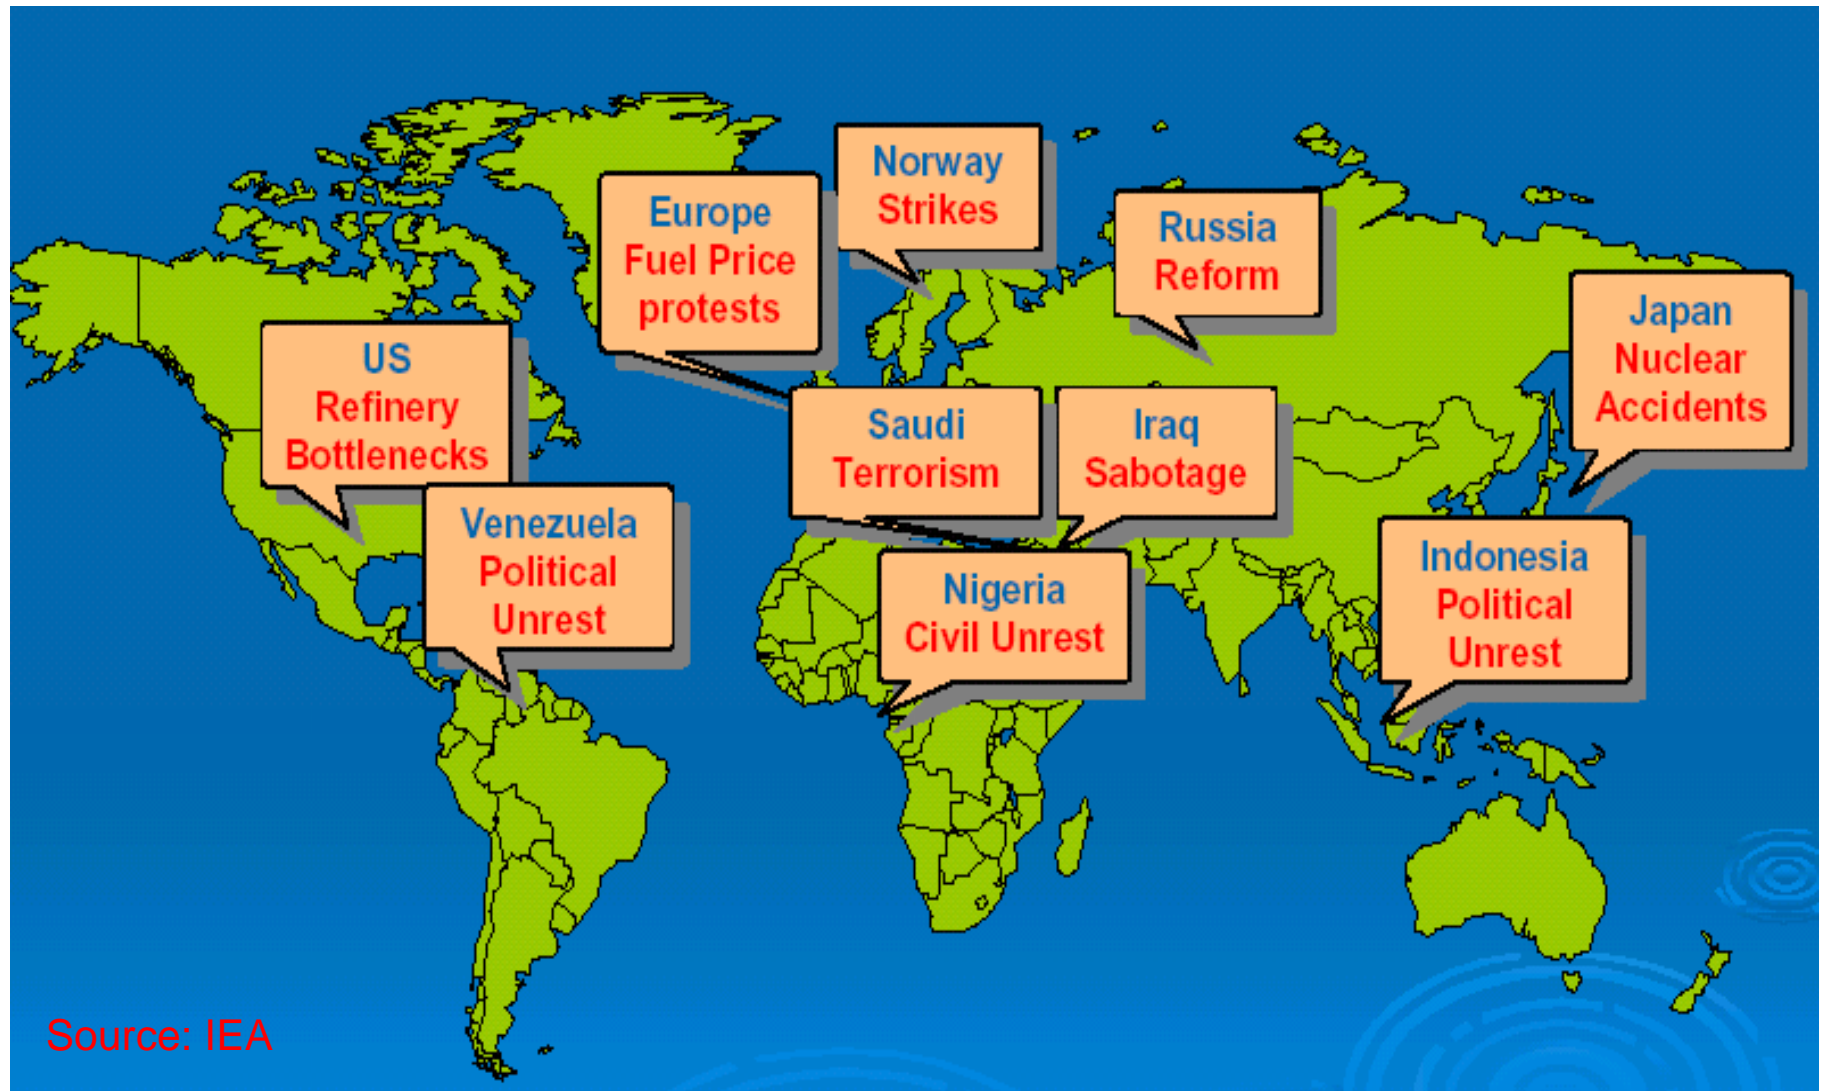 Norway
Strikes
Europe
Fuel Price
protests
Russia
Reform
Japan
Nuclear
Accidents
US
Refinery
Bottlenecks
Saudi
Terrorism
Iraq
Sabotage
Venezuela
Political
Unrest
Nigeria
Civil Unrest
Indonesia
Political
Unrest
Source: IEA